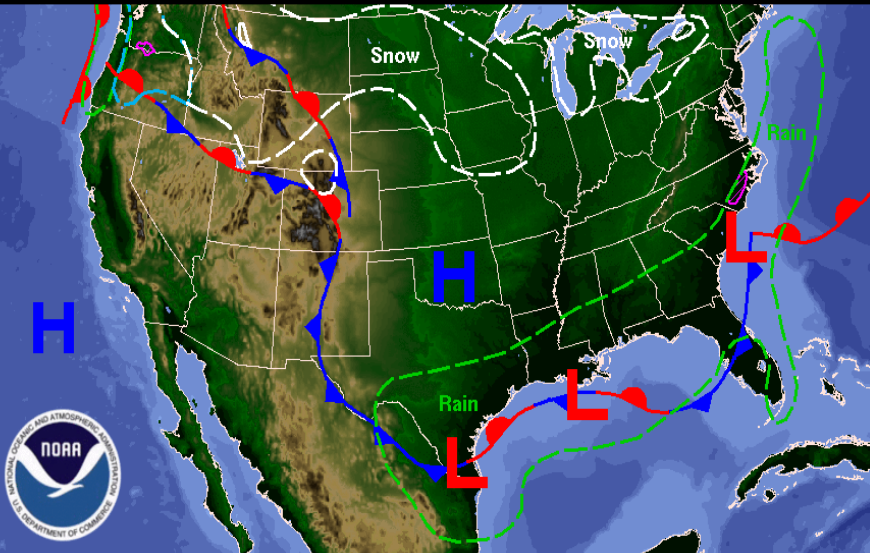 Snow
Snow
Rain
L
H
H
L
Rain
L
NOAA
NATIONAL OCEANIC AND ATMOSPHERIC ADMINISTRATION
U.S. DEPARTMENT OF COMMERCE